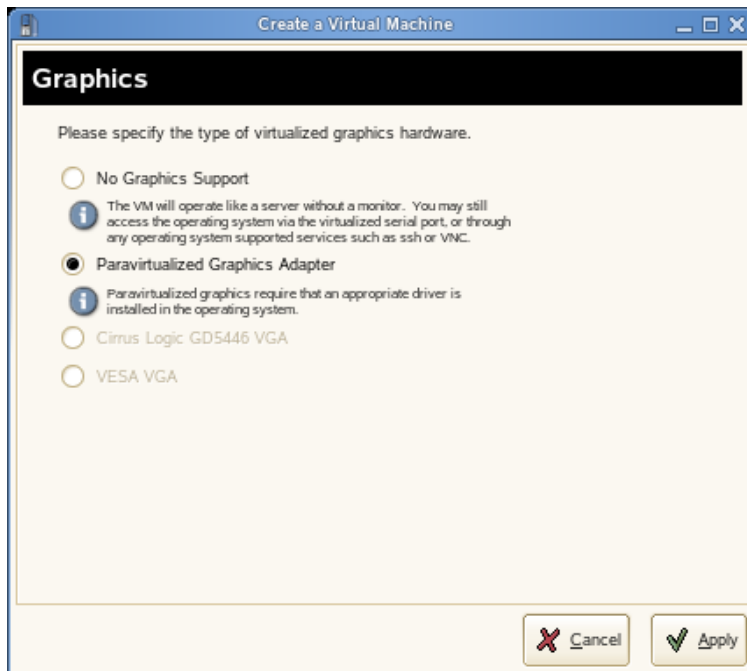 Create a Virtual Machine
Graphics
Please specify the type of virtualized graphics hardware.
No Graphics Support
The VM will operate like a server without a monitor. You may still
access the operating system via the virtualized serial port, or through
any operating system supported services such as ssh or VNC.
Paravirtualized Graphics Adapter
Paravirtualized graphics require that an appropriate driver is
installed in the operating system.
Cirrus Logic GD5446 VGA
VESA VGA
Cancel
Apply